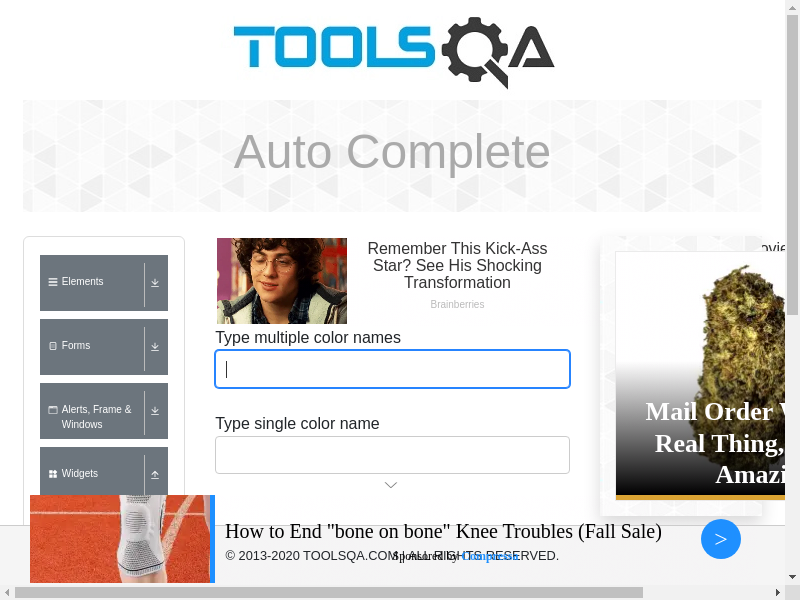 TOOLSQA
Auto Complete
Elements
Forms
Alerts, Frame &
Windows
Widgets
Remember This Kick-Ass
Star? See His Shocking
Transformation
Brainberries
Type multiple color names
Type single color name
Mail Order
Real Thing,
Amazi
How to End "bone on bone" Knee Troubles (Fall Sale)
>
© 2013-2020 TOOLSQA.COM | ALL RIGHTS RESERVED.
Sponsored by